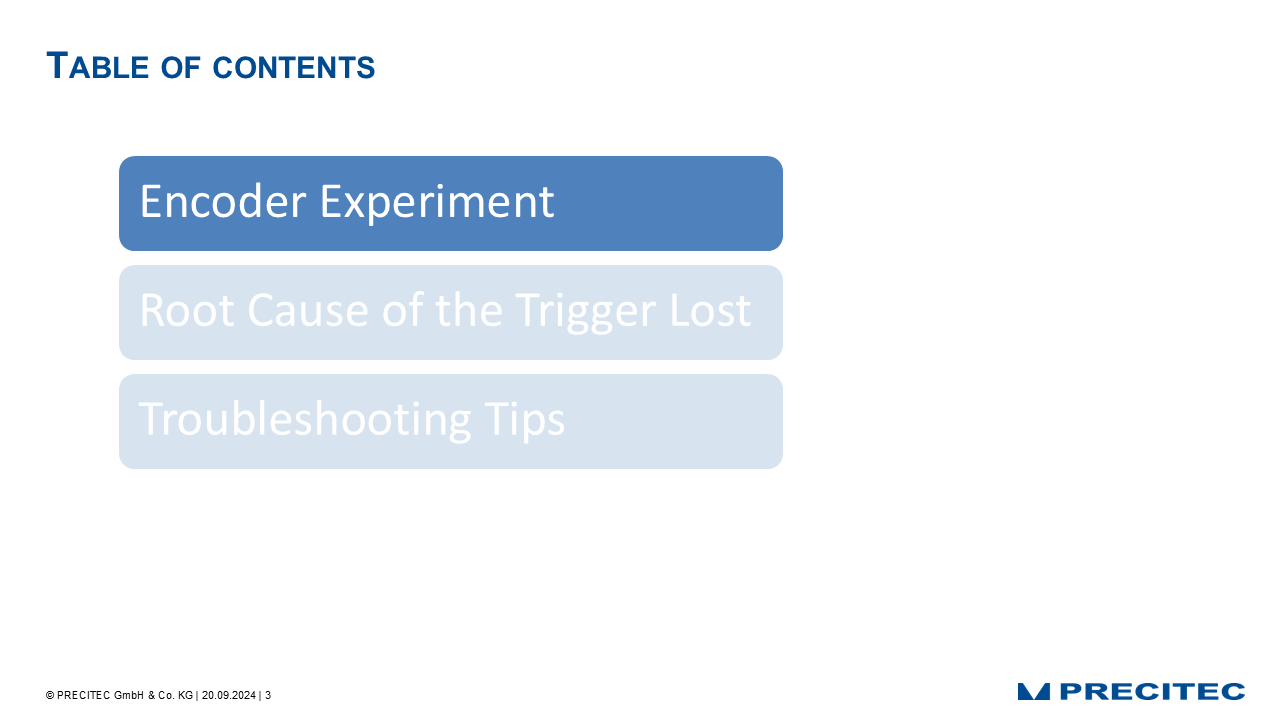 TABLE OF CONTENTS
Encoder Experiment
Root Cause of the Trigger Lost
Troubleshooting Tips
© PRECITEC GmbH & Co. KG | 20.09.2024 | 3
PRECITEC